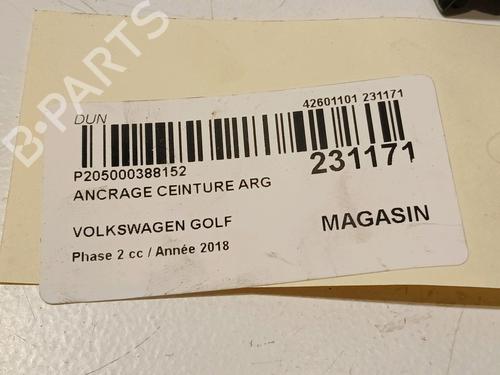 B-PARTS
DUN
42601101 231171
P205000388152
231171
ANCRAGE CEINTURE ARG
VOLKSWAGEN GOLF
MAGASIN
Phase 2 cc / Année 2018